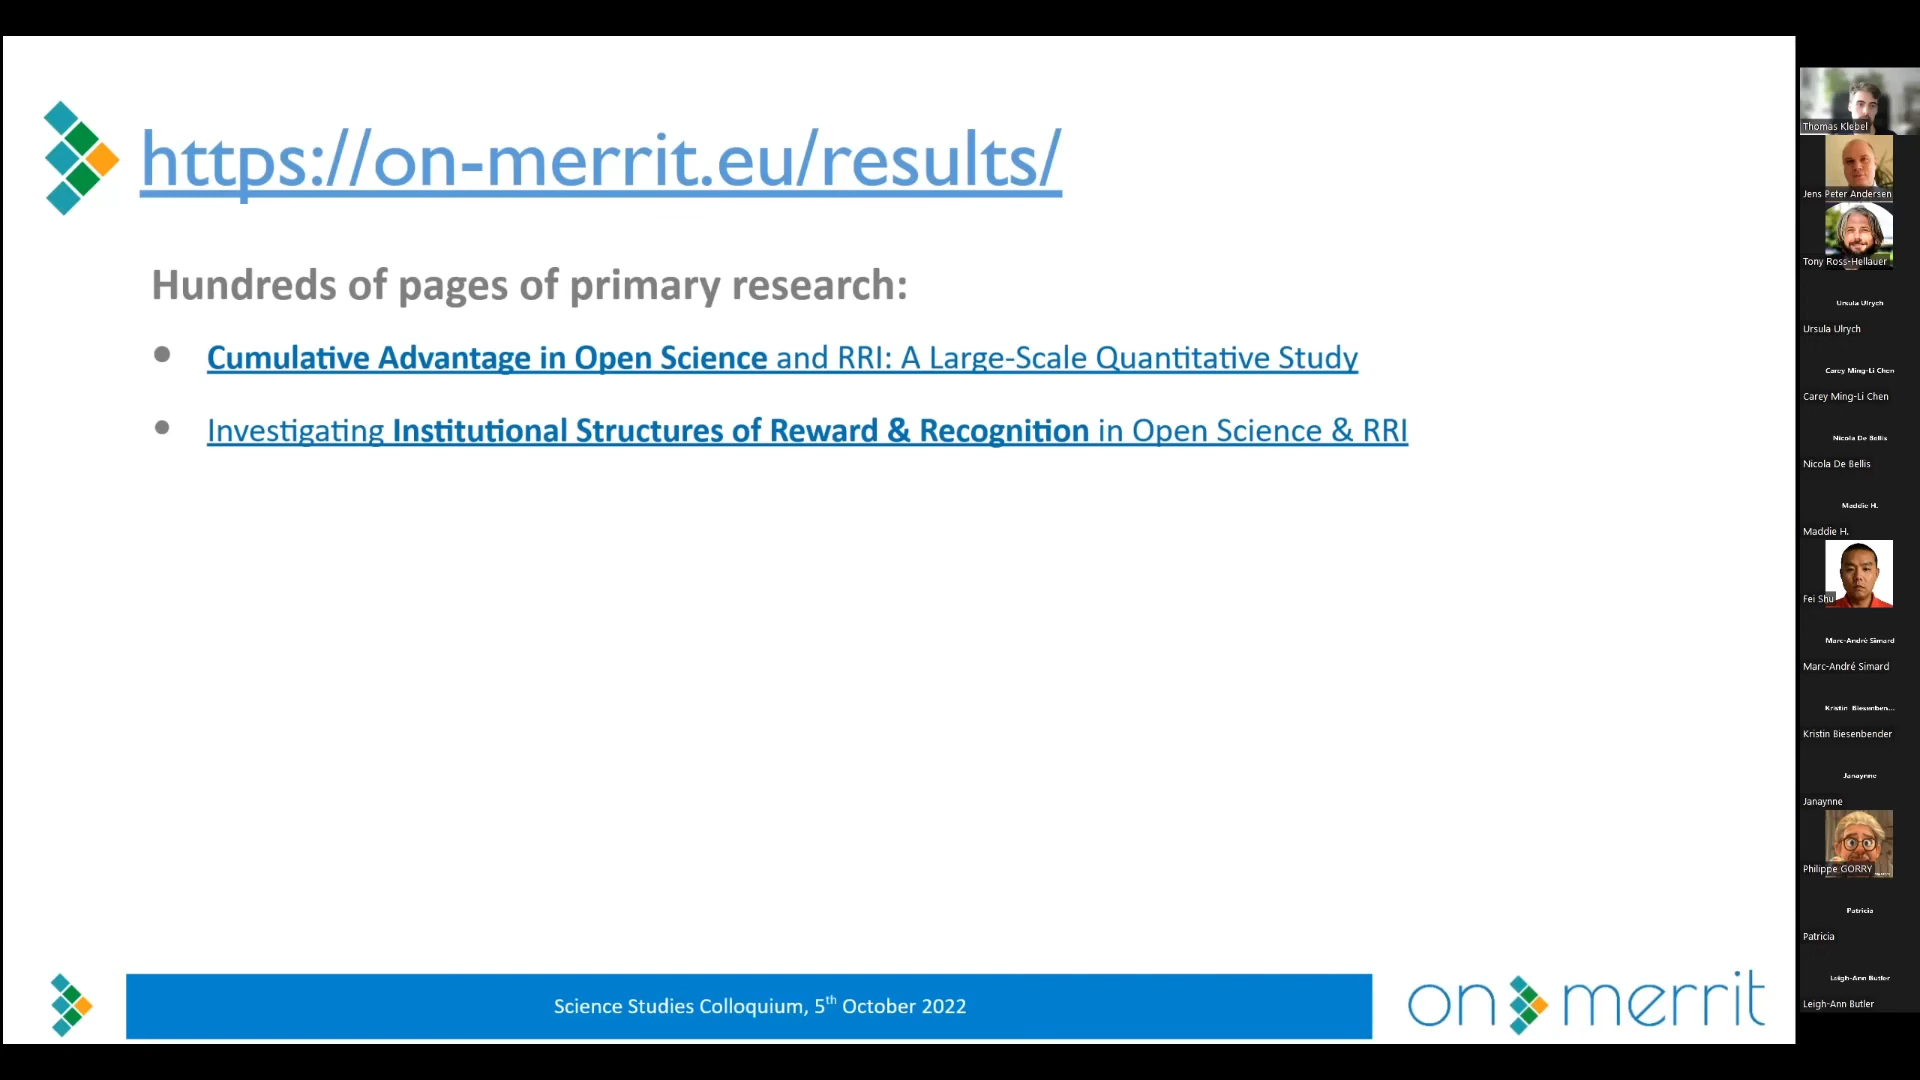 https://on-merrit.eu/results/
Hundreds of pages of primary research:
Cumulative Advantage in Open Science and RRI: A Large-Scale Quantitative Study
Investigating Institutional Structures of Reward & Recognition in Open Science & RRI
Science Studies Colloquium, 5th October 2022
on merrit
Thomas Klebel
Jens Peter Andersen
Tony Ross-Hellauer
Ursula Ulrych
Ursula Ulrych
Carey Ming-Li Chen
Carey Ming-Li Chen
Nicola De Bellis
Nicola De Bellis
Maddie H.
Maddie H.
Fei Shu
Marc-André Simard
Marc-André Simard
Kristin Biesenben...
Kristin Biesenbender
Janaynne
Janaynne
Philippe GORRY
Patricia
Patricia
Leigh-Ann Butler
Leigh-Ann Butler